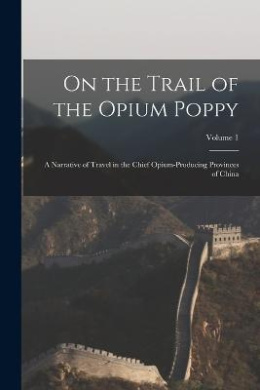 On the Trail of
the Opium Poppy
Volume 1
A Narrative of Travel in the Chief Opium-Producing Provinces
of China